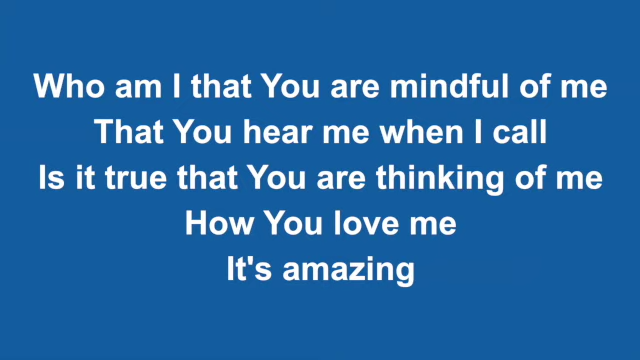 Who am I that You are mindful of me
That You hear me when I call
Is it true that You are thinking of me
How You love me
It's amazing